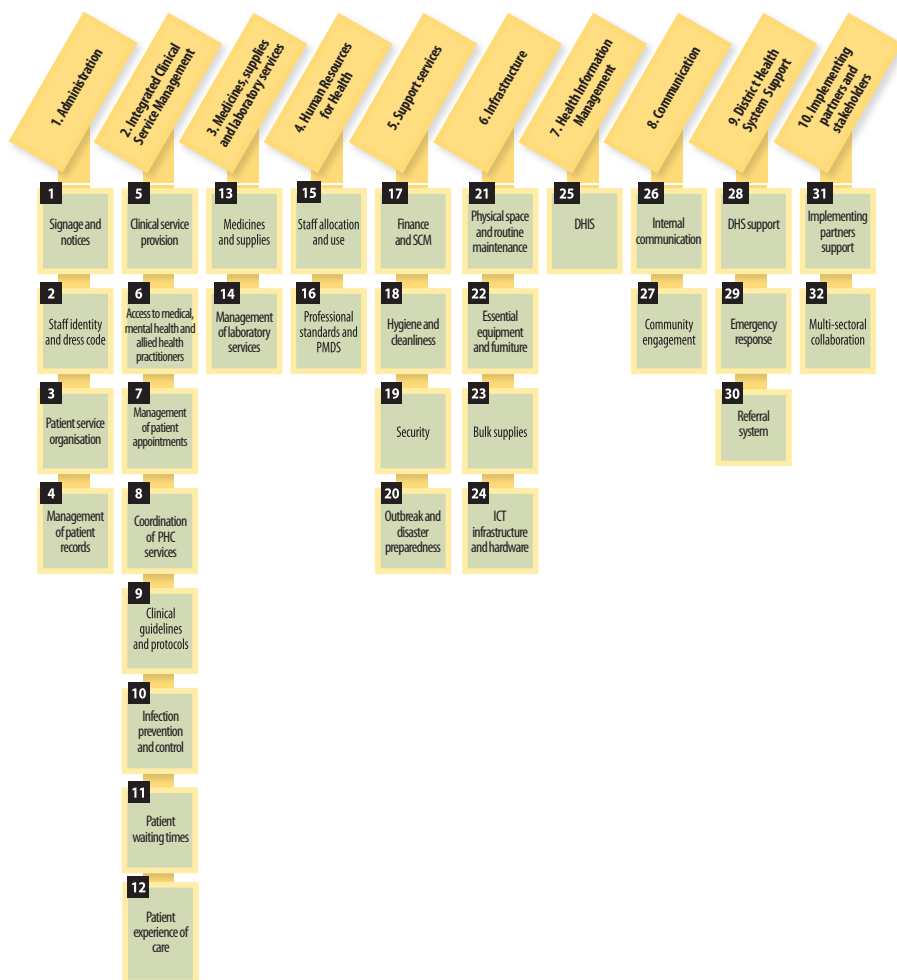 1. Administration
2. Integrated Clinical
Service Management
3. Medicines, supplies
and laboratory services
4. Human Resources
for Health
5. Support services
6. Infrastructure
7. Health Information
Management
8. Communication
9. District Health
System Support
10. Implementing
partners and
stakeholders
1
Signage and
notices
2
Staff identity
and dress code
3
Patient service
organisation
4
Management
of patient
records
5
Clinical service
provision
6
Access to medical,
mental health and
allied health
practitioners
7
Management
of patient
appointments
8
Coordination
of PHC
services
9
Clinical
guidelines
and protocols
10
Infection
prevention
and control
11
Patient
waiting times
12
Patient
experience of
care
13
Medicines
and supplies
14
Management
of laboratory
services
15
Staff allocation
and use
16
Professional
standards and
PMDS
17
Finance
and SCM
18
Hygiene and
cleanliness
19
Security
20
Outbreak and
disaster
preparedness
21
Physical space
and routine
maintenance
22
Essential
equipment
and furniture
23
Bulk supplies
24
ICT
infrastructure
and hardware
25
DHIS
26
Internal
communication
27
Community
engagement
28
DHS support
29
Emergency
response
30
Referral
system
31
Implementing
partners
support
32
Multi-sectoral
collaboration